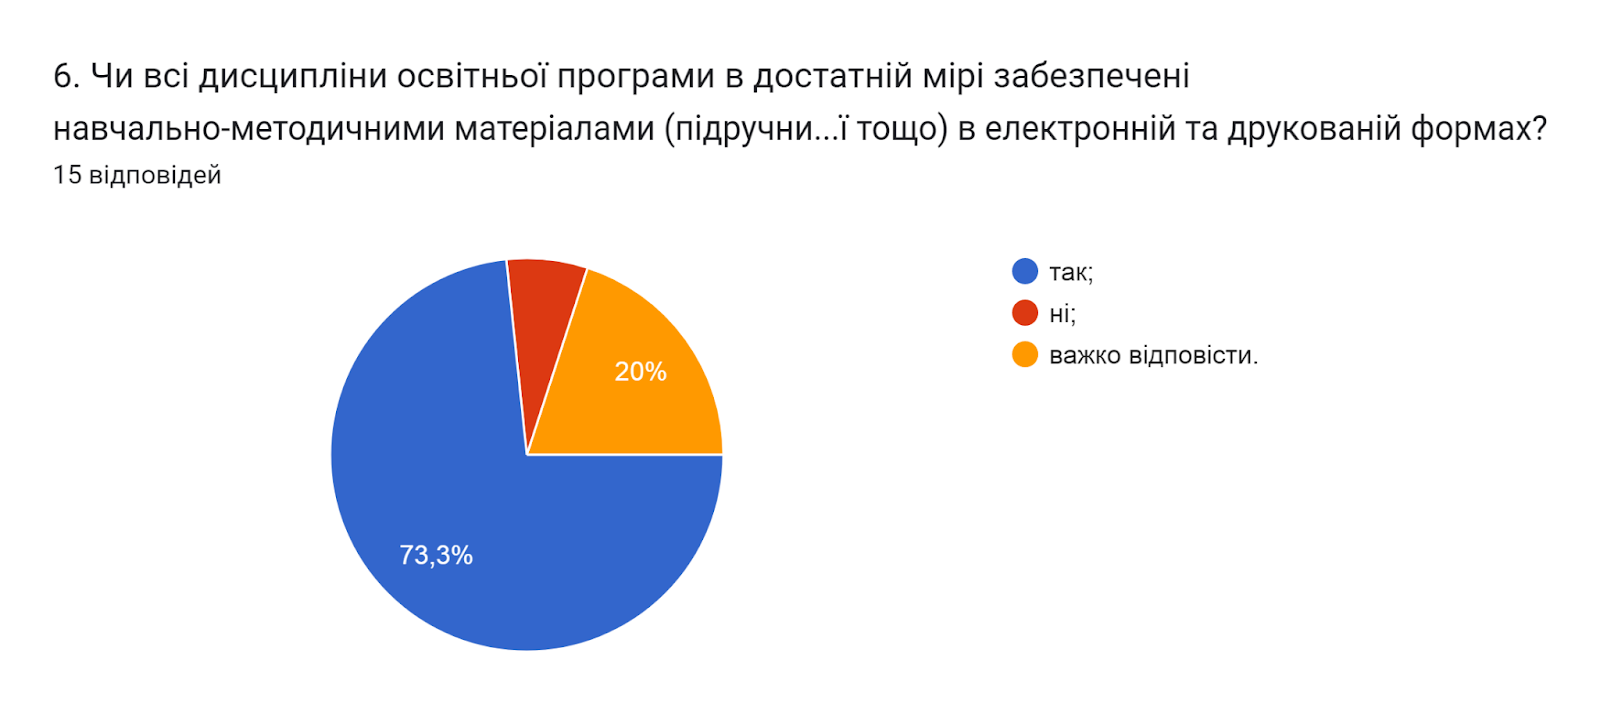 6. Чи всі дисципліни освітньої програми в достатній мірі забезпечені
навчально-методичними матеріалами (підручни...ї тощо) в електронній та друкованій формах?
15 відповідей
так;
ні;
важко відповісти.
20%
73,3%